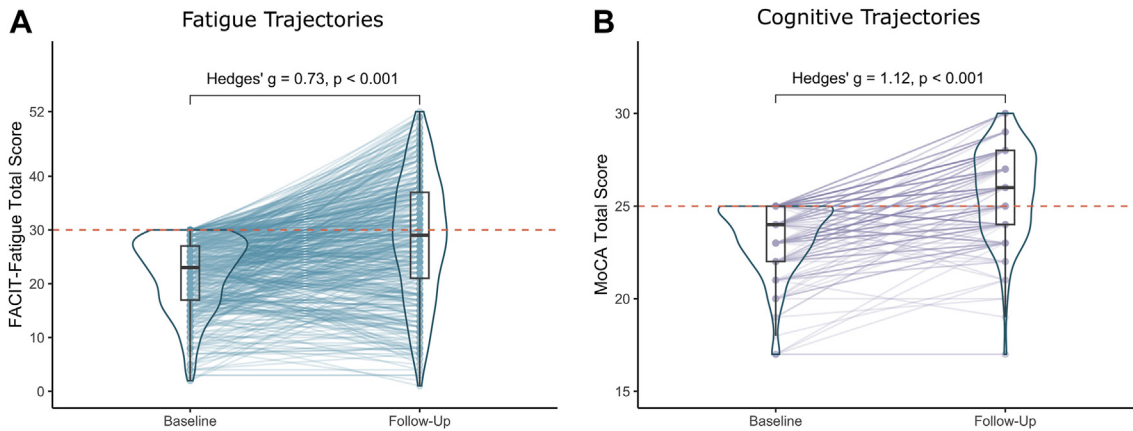 A
Fatigue Trajectories
Hedges' g = 0.73, p < 0.001
FACIT-Fatigue Total Score
52
40
30
20
10
0
Baseline
Follow-Up
B
Cognitive Trajectories
Hedges' g = 1.12, p < 0.001
MoCA Total Score
30
25
20
15
Baseline
Follow-Up